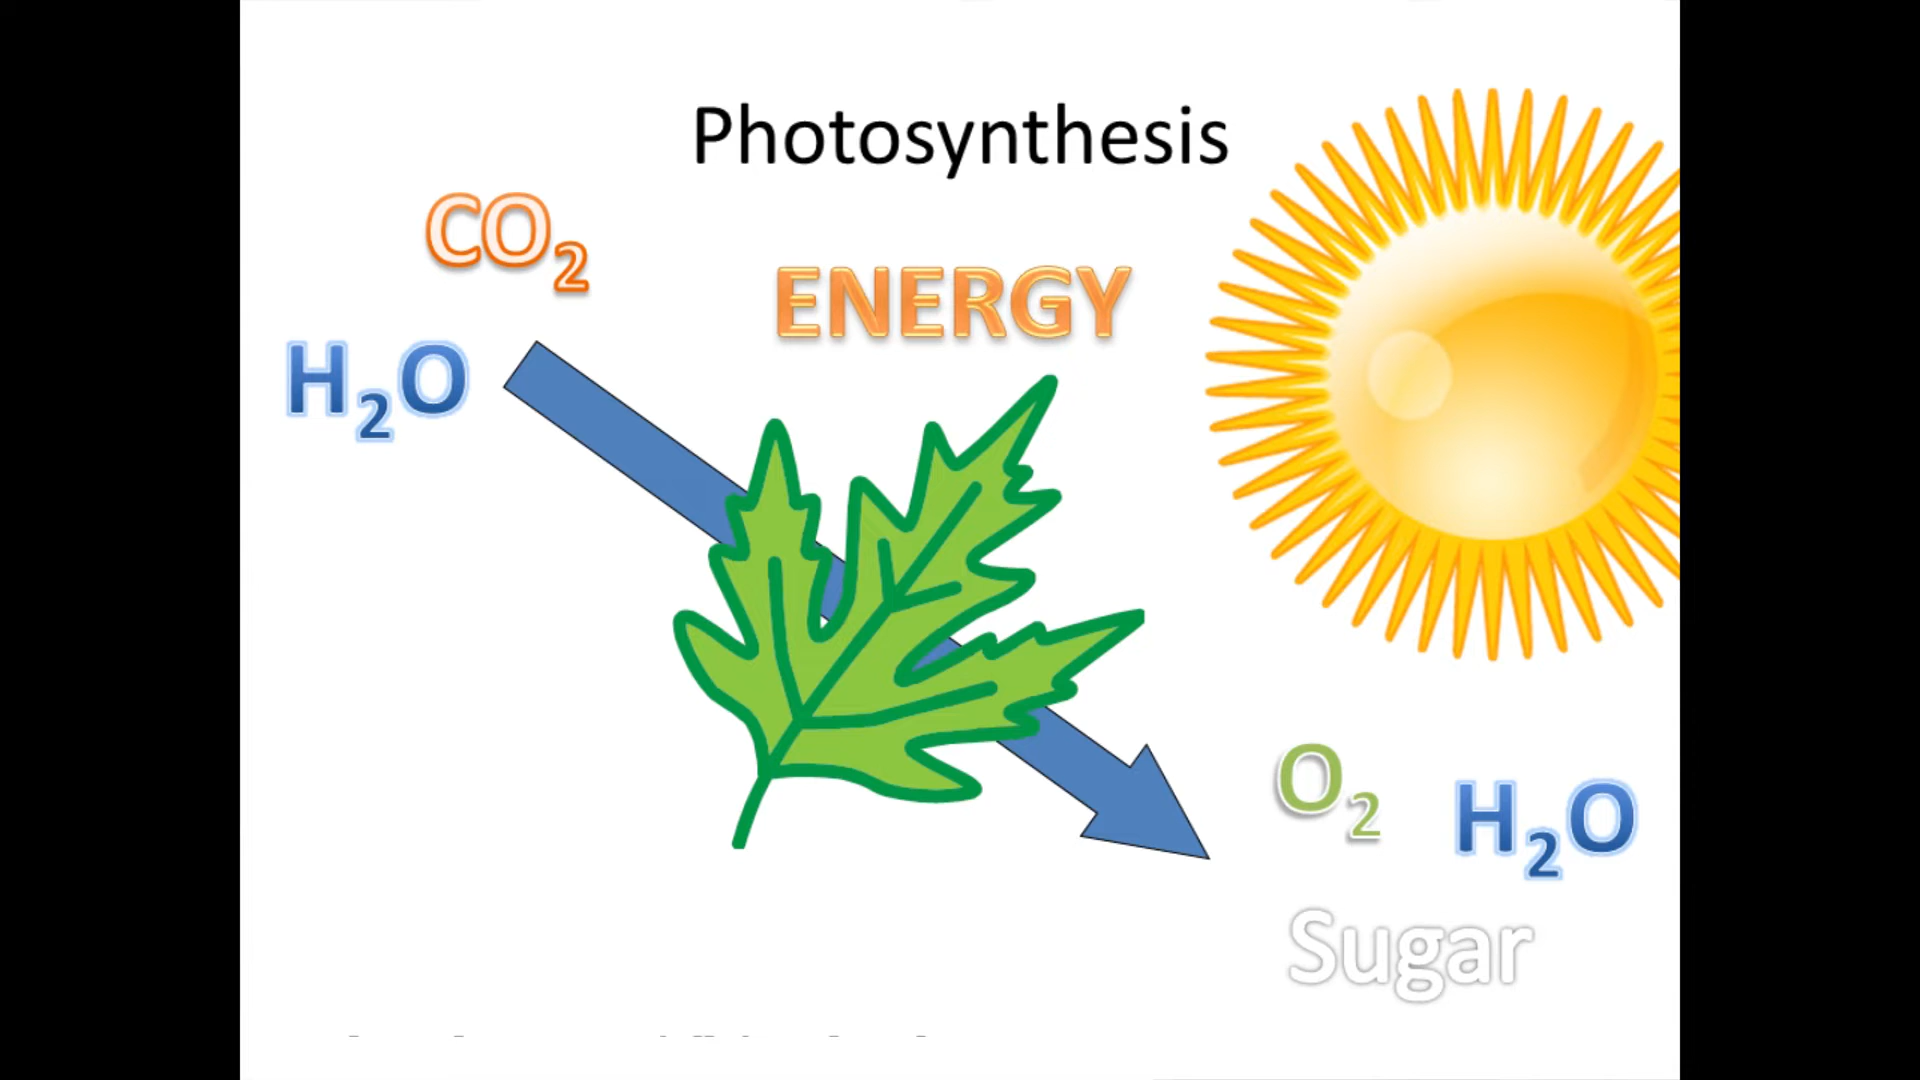 Photosynthesis
CO₂
ENERGY
H₂O
O₂ H₂O
Sugar